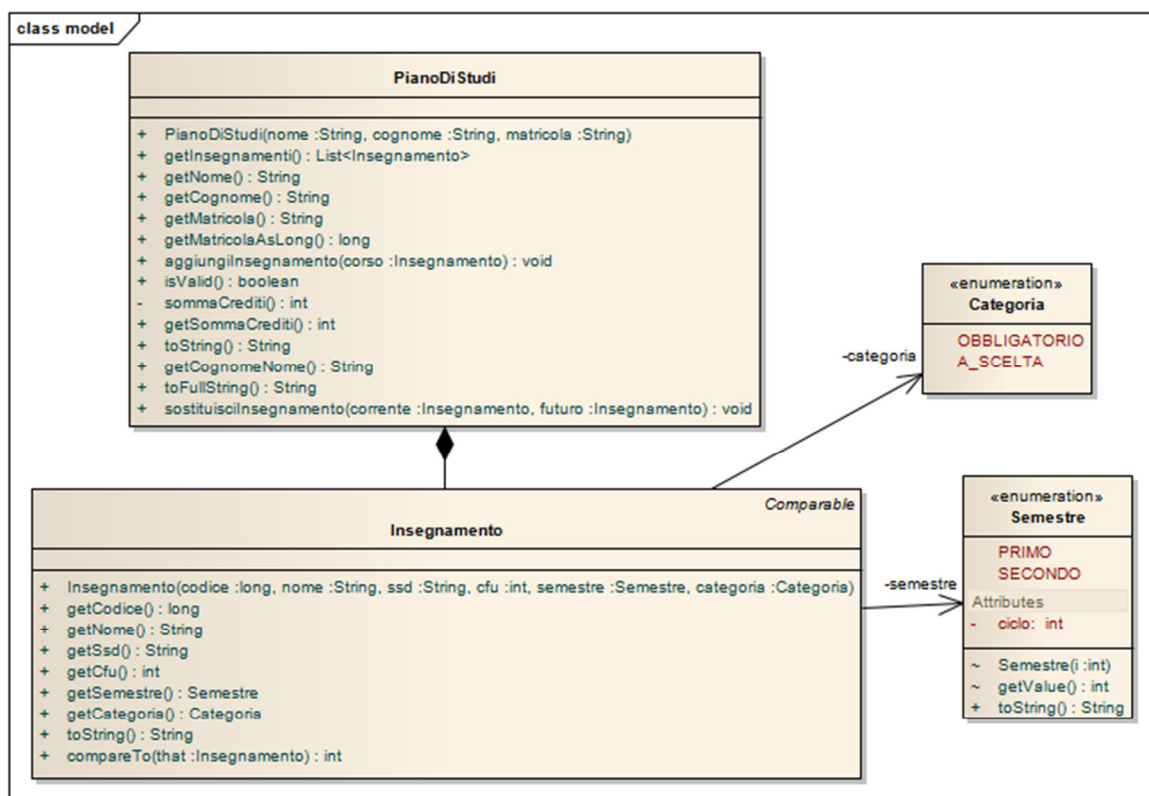 class model
PianoDiStudi
+ PianoDiStudi(nome :String, cognome :String, matricola :String)
+ getInsegnamenti() : List<Insegnamento>
+ getNome() : String
+ getCognome() : String
+ getMatricola() : String
+ getMatricolaAsLong() : long
+ aggiungiInsegnamento(corso :Insegnamento) : void
+ isValid() : boolean
- sommaCrediti() : int
+ getSommaCrediti() : int
+ toString() : String
+ getCognomeNome() : String
+ toFullString() : String
+ sostituisciInsegnamento(corrente :Insegnamento, futuro :Insegnamento) : void
«enumeration»
Categoria
OBBLIGATORIO
A_SCELTA
-categoria
Comparable
Insegnamento
+ Insegnamento(codice :long, nome :String, ssd :String, cfu :int, semestre :Semestre, categoria :Categoria)
+ getCodice() : long
+ getNome() : String
+ getSsd() : String
+ getCfu() : int
+ getSemestre() : Semestre
+ getCategoria() : Categoria
+ toString() : String
+ compareTo(that :Insegnamento) : int
-semestre
«enumeration»
Semestre
PRIMO
SECONDO
Attributes
- ciclo: int
~ Semestre(i :int)
~ getValue() : int
+ toString() : String